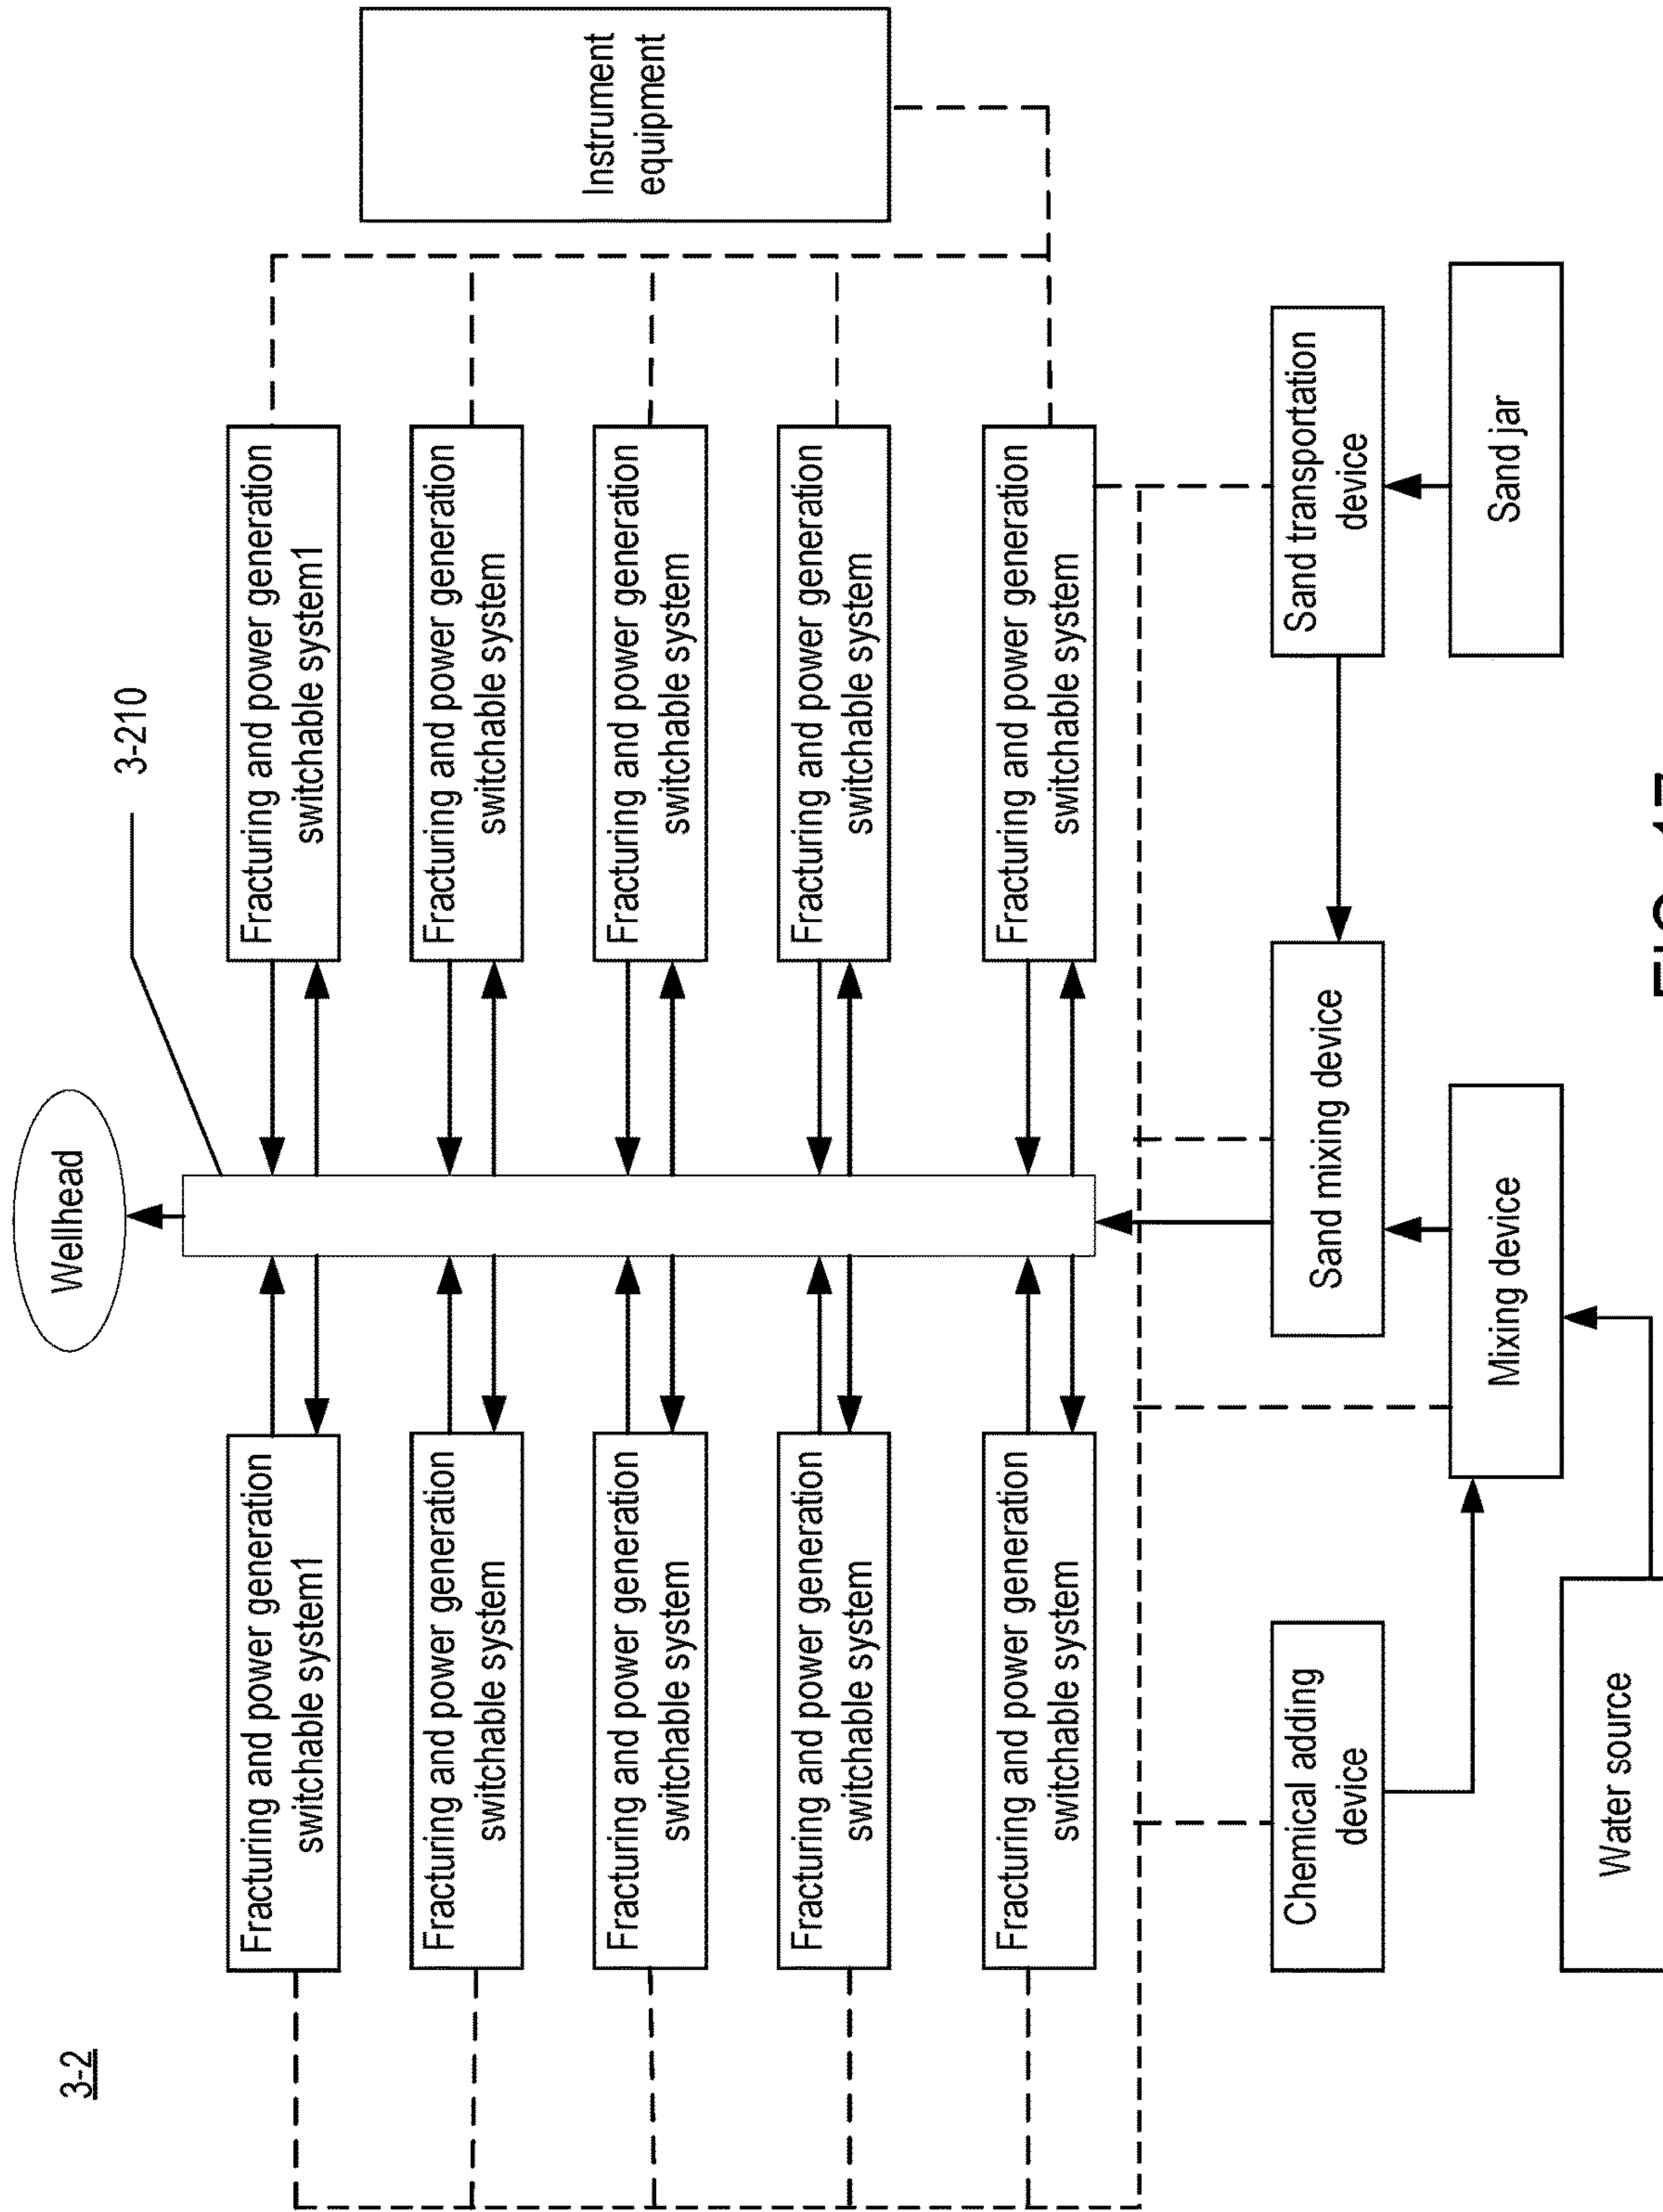 3-2
Wellhead
3-210
Fracturing and power generation
switchable system1
Fracturing and power generation
switchable system1
Fracturing and power generation
switchable system
Fracturing and power generation
switchable system
Instrument
equipment
Fracturing and power generation
switchable system
Fracturing and power generation
switchable system
Fracturing and power generation
switchable system
Fracturing and power generation
switchable system
Fracturing and power generation
switchable system
Fracturing and power generation
switchable system
Chemical adding
device
Sand mixing device
Sand transportation
device
Mixing device
Sand jar
Water source